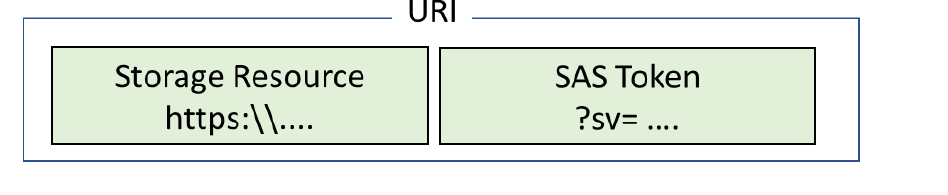 URI
Storage Resource
https:\\....
SAS Token
?sv= ....